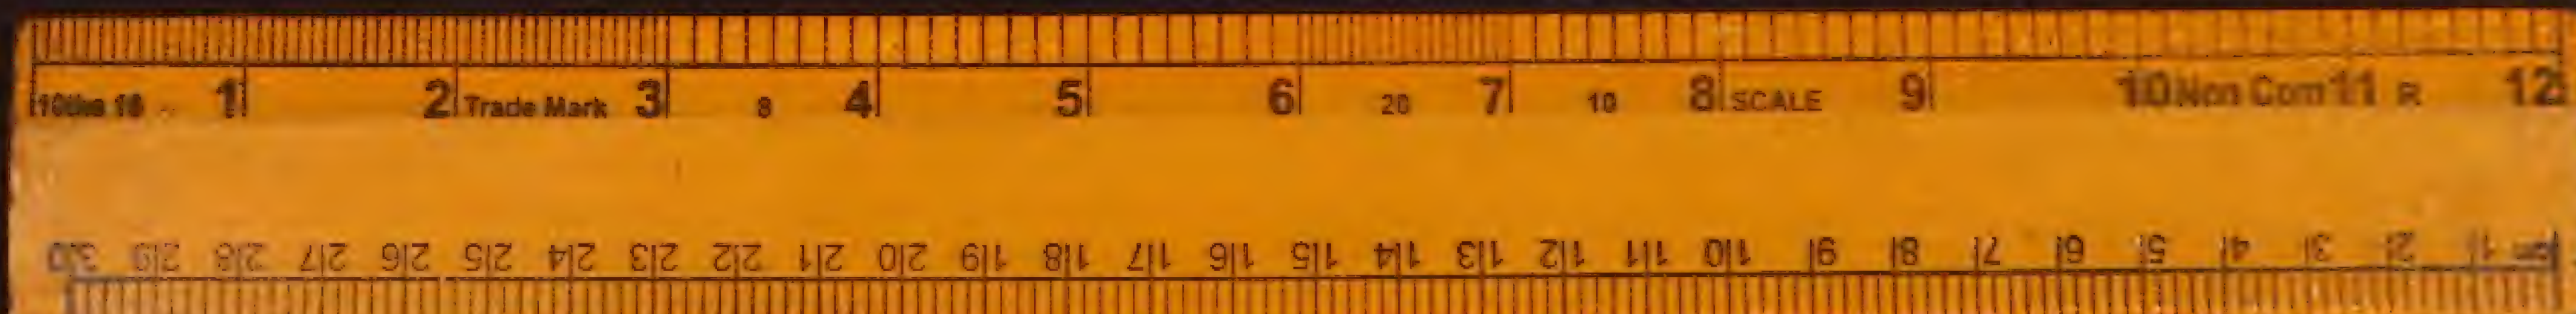 10ths 16 1 2 Trade Mark 3 8 4 5 6 20 7 10 8 SCALE 9 10 Non Com 11 R 12
30 29 28 27 26 25 24 23 22 21 20 19 18 17 16 15 14 13 12 11 10 9 8 7 6 5 4 3 2 1 cm